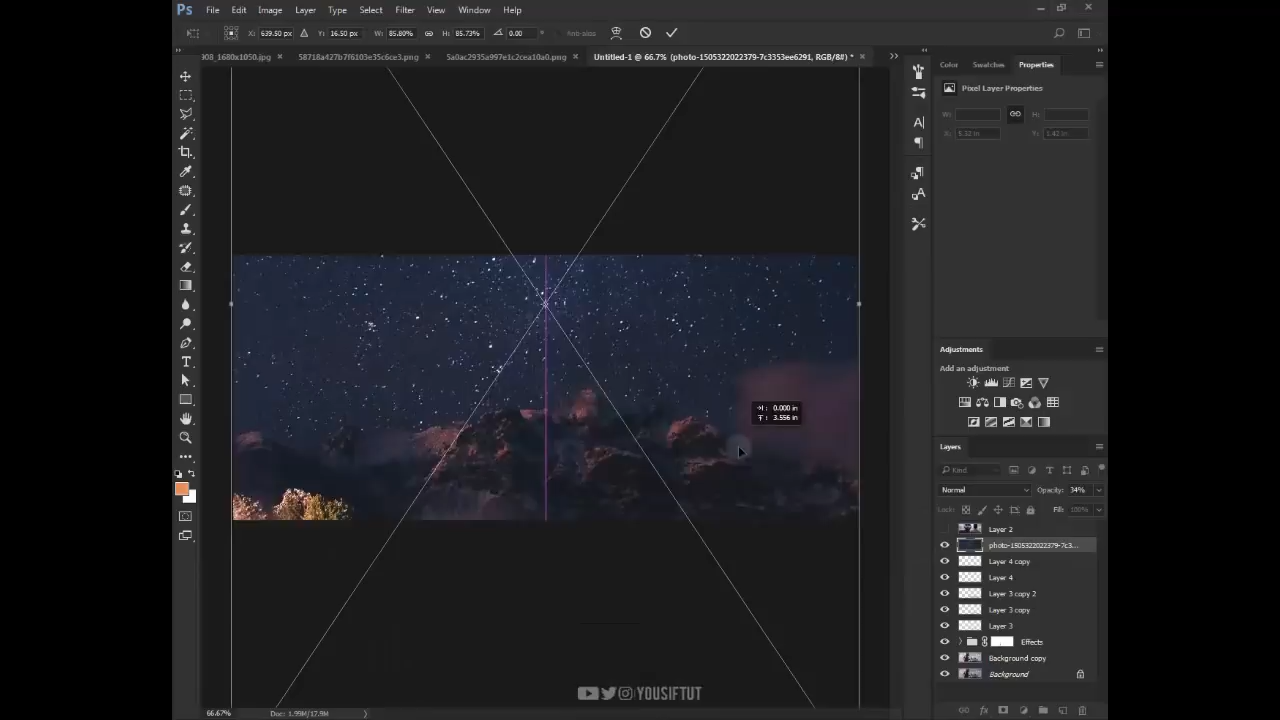 Ps File Edit Image Layer Type Select Filter View Window Help
X: 639.50 px Y: 16.50 px W: 85.80% H: 85.73% 0.00 ° Anti-alias
908_1680x1050.jpg × 58718a427b7f6103e35c6ce3.png × 5a0ac2935a997e1c2cea10a0.png × Untitled-1 @ 66.7% (photo-1505322022379-7c3353ee6291, RGB/8#) * ×
Color Swatches Properties
Pixel Layer Properties
W: H:
X: 5.32 in Y: 1.42 in
Adjustments
Add an adjustment
0.000 in
3.556 in
Layers
Kind
Normal Opacity: 34%
Lock: Fill: 100%
Layer 2
photo-1505322022379-7c3...
Layer 4 copy
Layer 4
Layer 3 copy 2
Layer 3 copy
Layer 3
Effects
Background copy
Background
YOUSIFTUT
66.67% Doc: 1.99M/17.9M